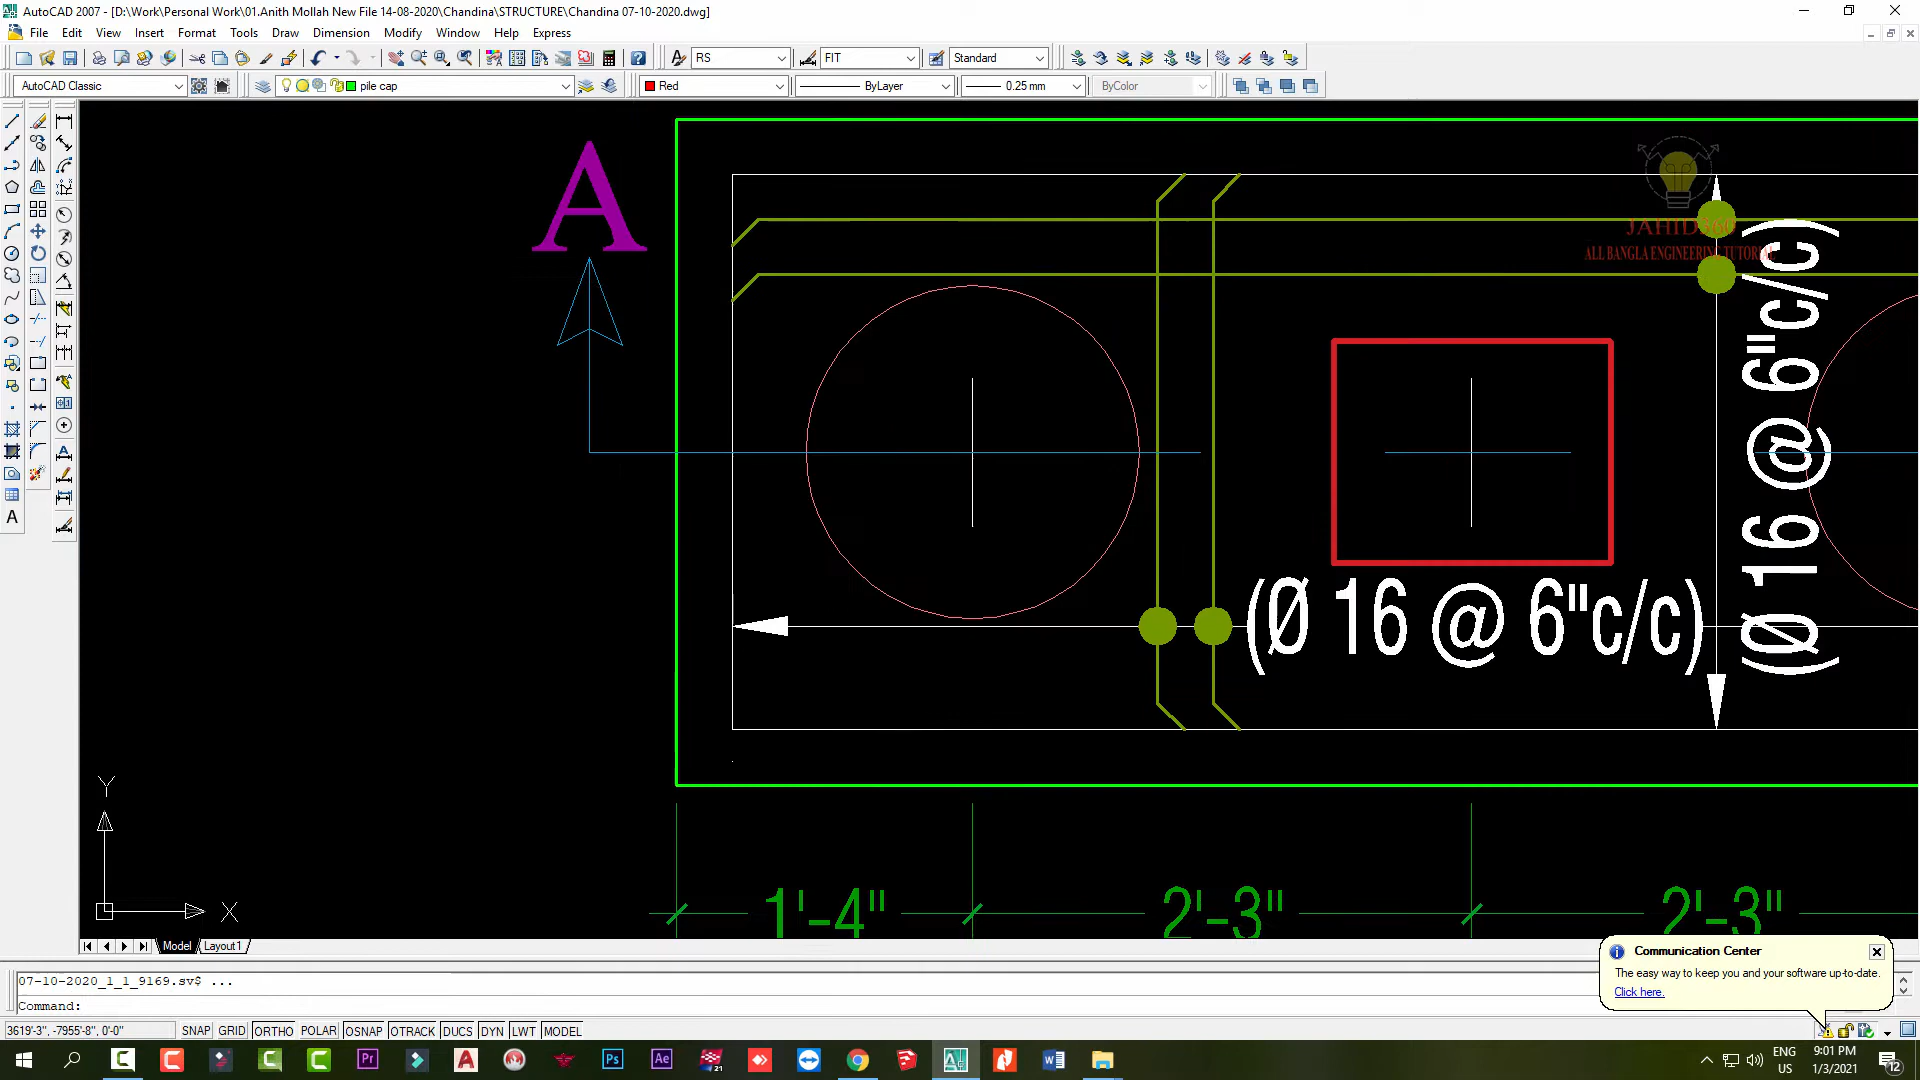 AutoCAD 2007 - [D:\Work\Personal Work\01.Anith Mollah New File 14-08-2020\Chandina\STRUCTURE\Chandina 07-10-2020.dwg]
File Edit View Insert Format Tools Draw Dimension Modify Window Help Express
RS FIT Standard
AutoCAD Classic pile cap Red ByLayer 0.25 mm ByColor
A
JAHID360
ALL BANGLA ENGINEERING TUTORIAL
(Ø 16 @ 6"c/c)
(Ø 16 @ 6"c/c)
Y
X
1'-4" 2'-3" 2'-3"
Model Layout1
Communication Center
The easy way to keep you and your software up-to-date.
Click here.
07-10-2020_1_1_9169.sv$ ...
Command:
3619'-3", -7955'-8", 0'-0" SNAP GRID ORTHO POLAR OSNAP OTRACK DUCS DYN LWT MODEL
ENG 9:01 PM
US 1/3/2021 12